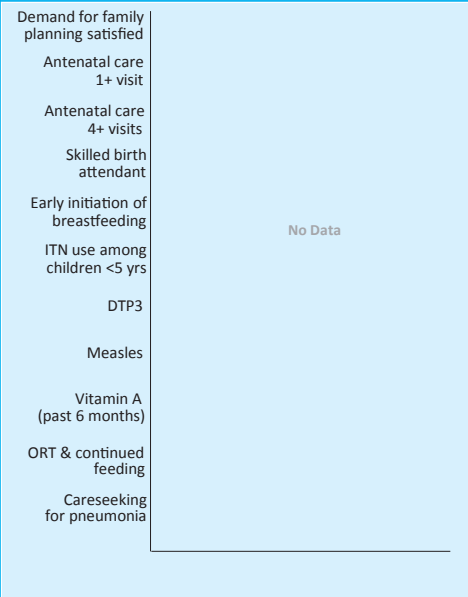 Demand for family
planning satisfied
Antenatal care
1+ visit
Antenatal care
4+ visits
Skilled birth
attendant
Early initiation of
breastfeeding
No Data
ITN use among
children <5 yrs
DTP3
Measles
Vitamin A
(past 6 months)
ORT & continued
feeding
Careseeking
for pneumonia